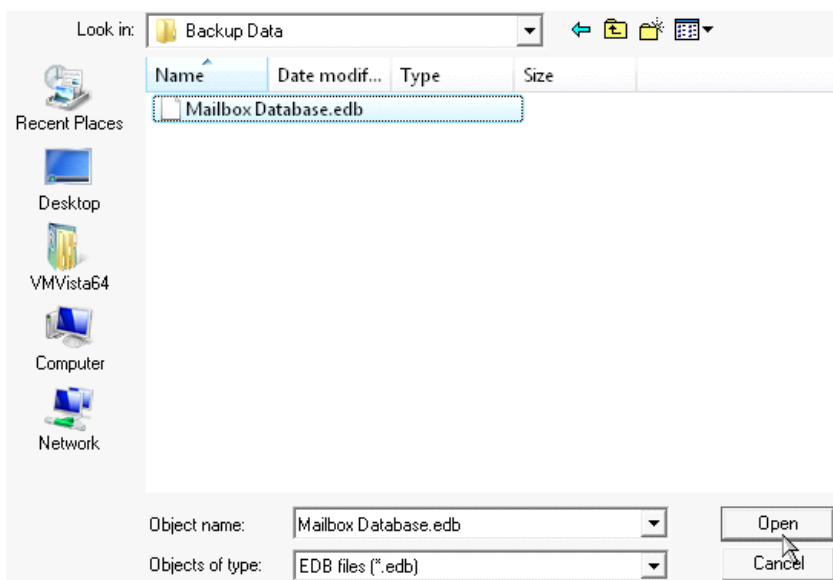 Look in: Backup Data
Name Date modif... Type Size
Mailbox Database.edb
Recent Places
Desktop
VMVista64
Computer
Network
Object name: Mailbox Database.edb Open
Objects of type: EDB files (*.edb) Cancel